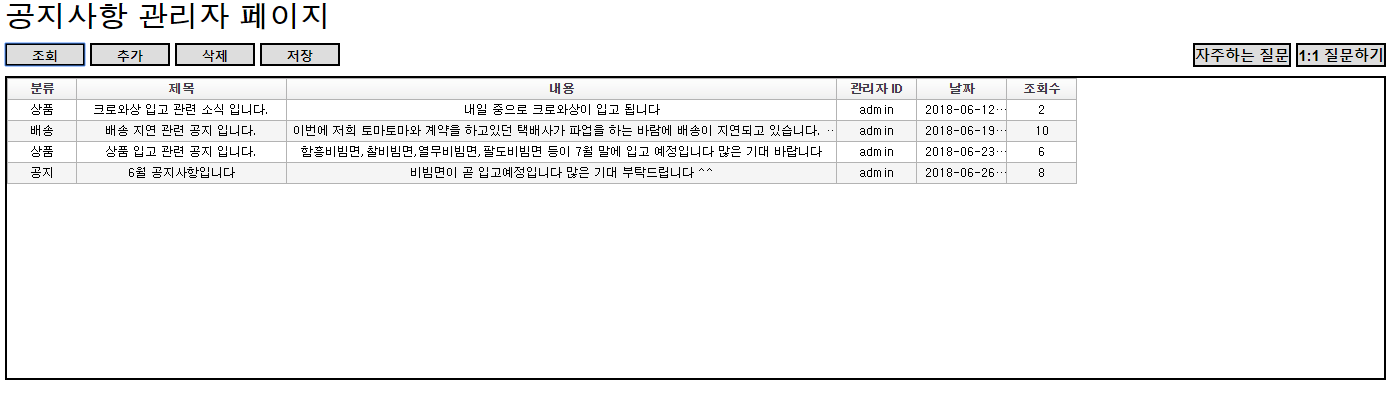 공지사항 관리자 페이지
조회 추가 삭제 저장 자주하는 질문 1:1 질문하기
분류 제목 내용 관리자 ID 날짜 조회수
상품 크로와상 입고 관련 소식 입니다. 내일 중으로 크로와상이 입고 됩니다 admin 2018-06-12… 2
배송 배송 지연 관련 공지 입니다. 이번에 저희 토마토마와 계약을 하고있던 택배사가 파업을 하는 바람에 배송이 지연되고 있습니다. … admin 2018-06-19… 10
상품 상품 입고 관련 공지 입니다. 함흥비빔면,찰비빔면,열무비빔면,팔도비빔면 등이 7월 말에 입고 예정입니다 많은 기대 바랍니다 admin 2018-06-23… 6
공지 6월 공지사항입니다 비빔면이 곧 입고예정입니다 많은 기대 부탁드립니다 ^^ admin 2018-06-26… 8